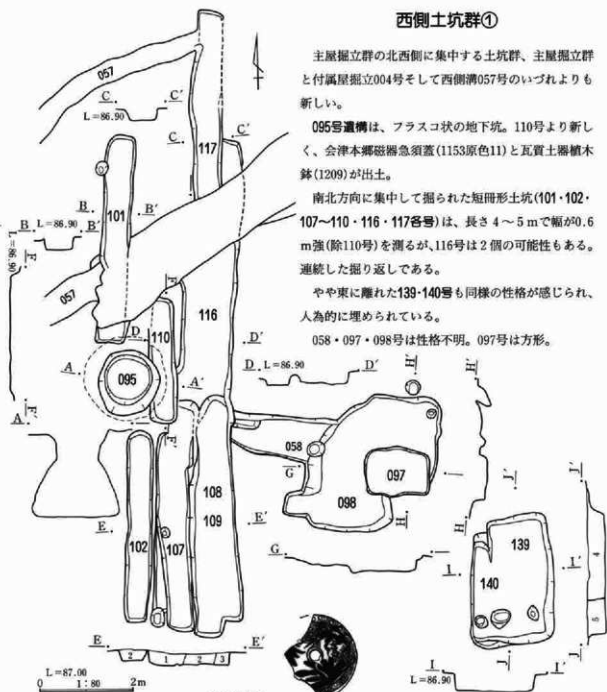 西側土坑群①
主屋掘立群の北西側に集中する土坑群、主屋掘立群
と付属屋掘立004号そして西側溝057号のいづれよりも
新しい。
095号遺構は、フラスコ状の地下坑。110号より新し
く、会津本郷磁器急須蓋(1153原色11)と瓦質土器植木
鉢(1209)が出土。
南北方向に集中して掘られた短冊形土坑(101・102・
107～110・116・117各号)は、長さ4～5mで幅が0.6
m強(除110号)を測るが、116号は2個の可能性もある。
連続した掘り返しである。
やや東に離れた139・140号も同様の性格が感じられ、
人為的に埋められている。
058・097・098号は性格不明。097号は方形。
057
C C'
L=86.90
C C'
117
101
B B'
B L=86.90 B'
L=86.90
F F'
057
F
116
D D'
110
A A'
095
D L=86.90 D'
A
F'
H' H'
058
G
097
098
H H
108
109
E E'
102
107
G
J' J'
139
I I'
140
J J
4
5
E E'
2 1 2 3
I I'
L=86.90
L=87.00
0 1:80 2m